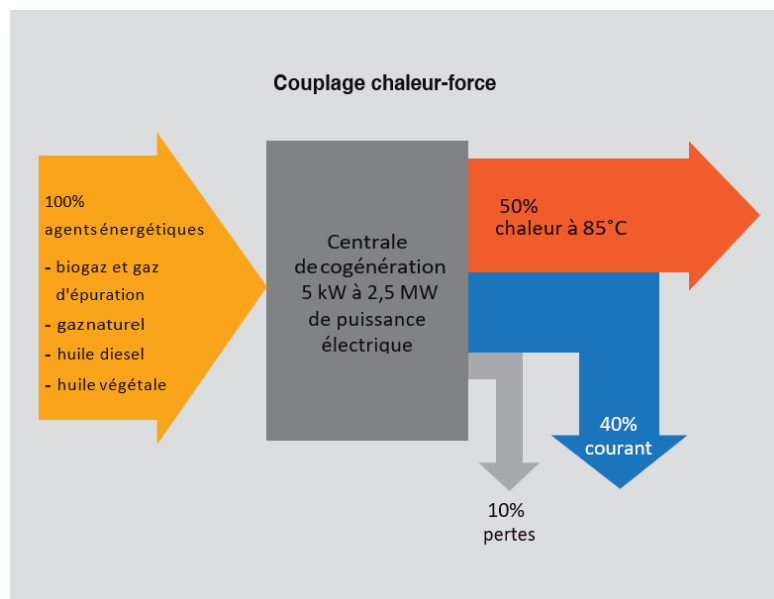 Couplage chaleur-force
100%
agents énergétiques
- biogaz et gaz
d'épuration
- gaz naturel
- huile diesel
- huile végétale
Centrale
de cogénération
5 kW à 2,5 MW
de puissance
électrique
50%
chaleur à 85°C
40%
courant
10%
pertes